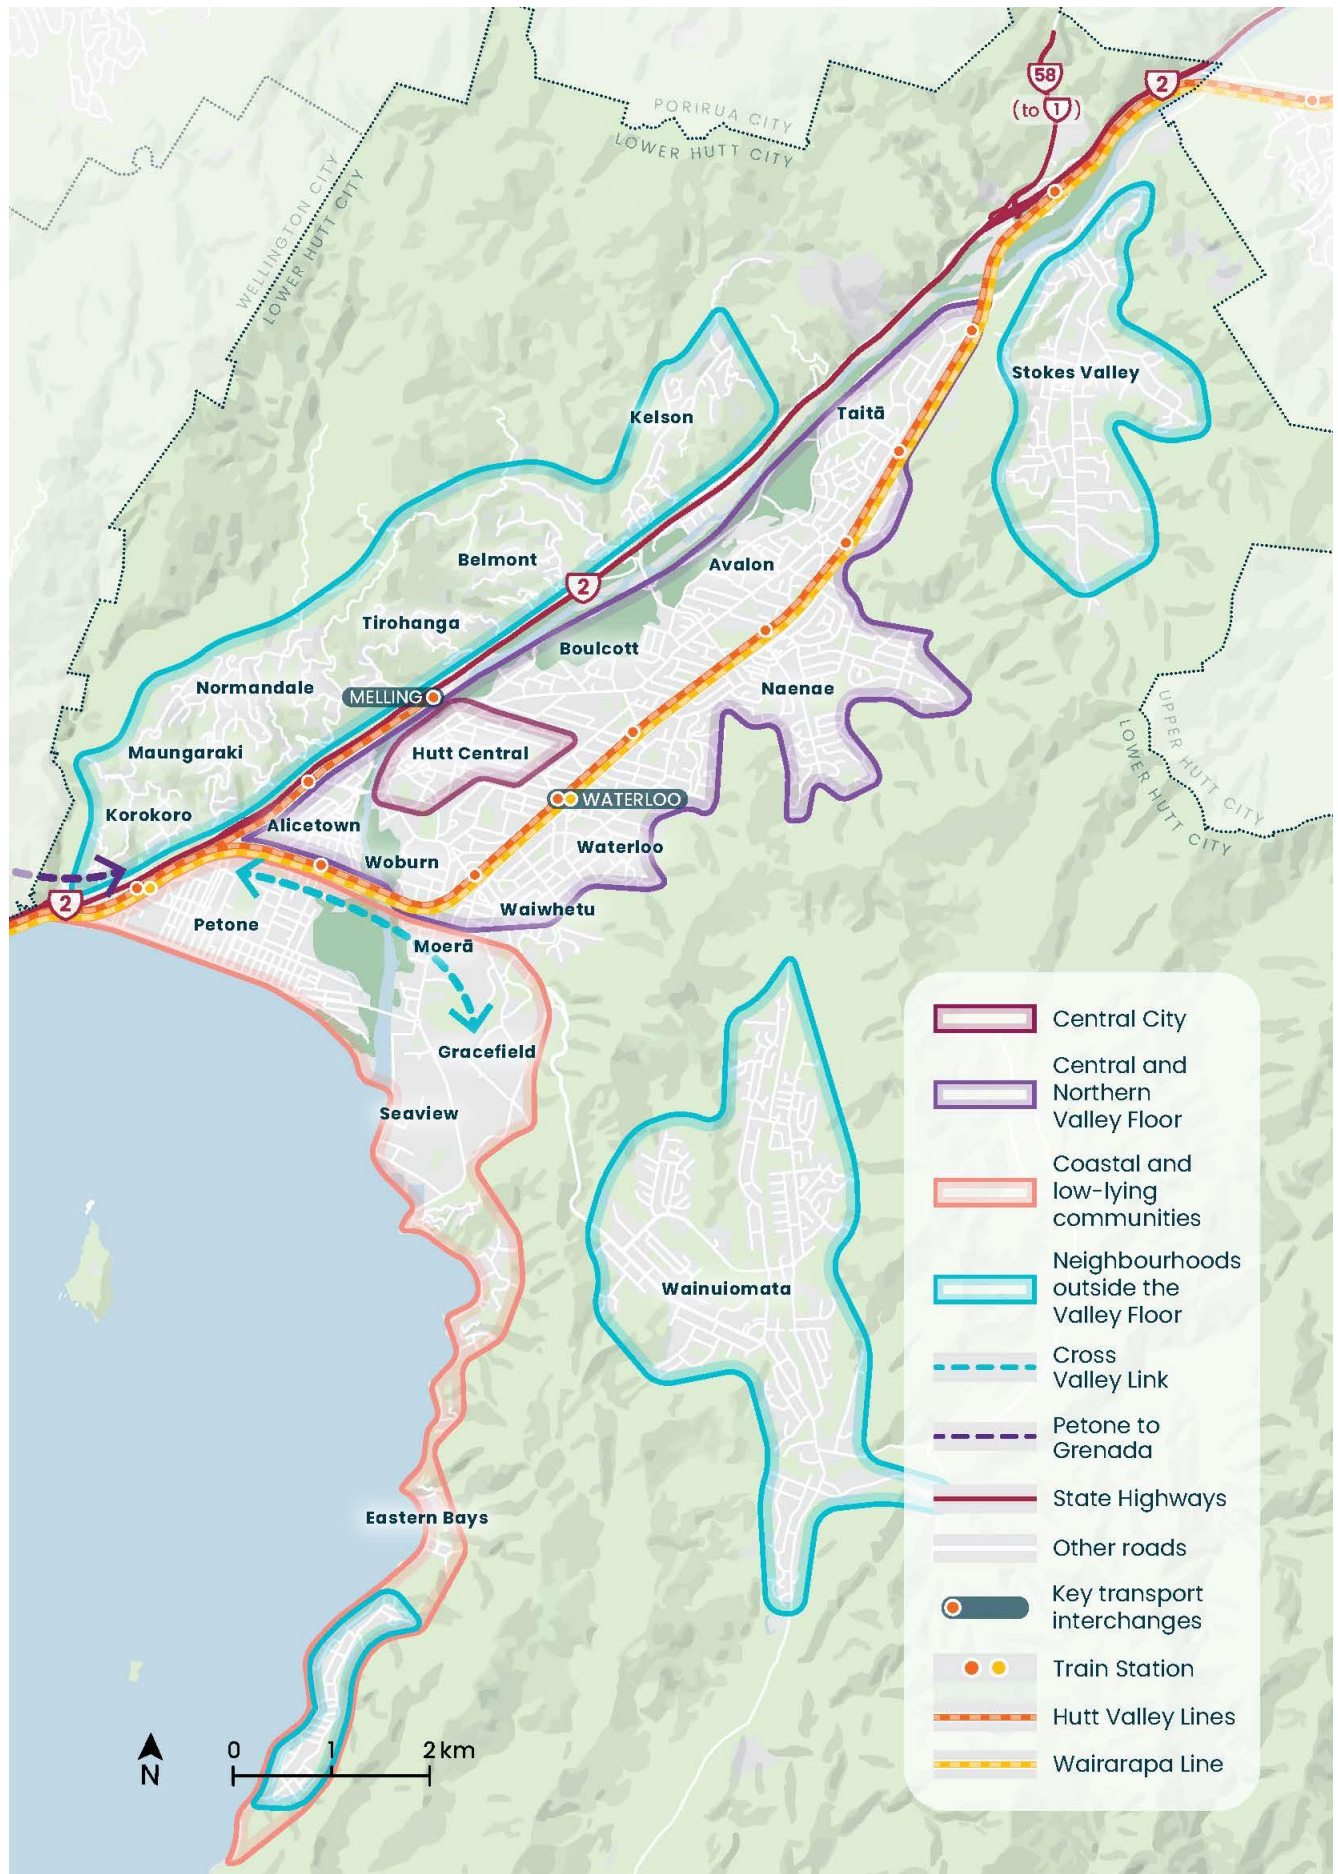 58
2
(to 1)
PORIRUA CITY
LOWER HUTT CITY
WELLINGTON CITY
LOWER HUTT CITY
Stokes Valley
Kelson
Taitā
Belmont
Avalon
2
Tirohanga
Boulcott
Normandale
MELLING
Naenae
UPPER HUTT CITY
LOWER HUTT CITY
Maungaraki
Hutt Central
WATERLOO
Korokoro
Alicetown
Waterloo
Woburn
2
Waiwhetu
Petone
Moerā
Gracefield
Seaview
Wainuiomata
Eastern Bays
Central City
Central and
Northern
Valley Floor
Coastal and
low-lying
communities
Neighbourhoods
outside the
Valley Floor
Cross
Valley Link
Petone to
Grenada
State Highways
Other roads
Key transport
interchanges
Train Station
Hutt Valley Lines
Wairarapa Line
N
0 1 2 km